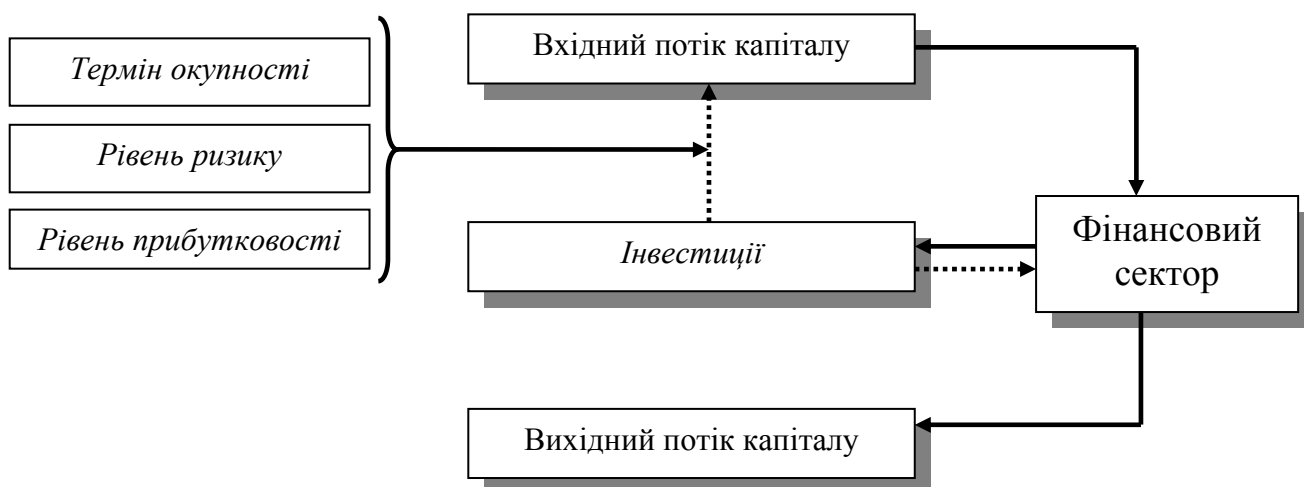 Термін окупності
Рівень ризику
Рівень прибутковості
Вхідний потік капіталу
Інвестиції
Вихідний потік капіталу
Фінансовий
сектор